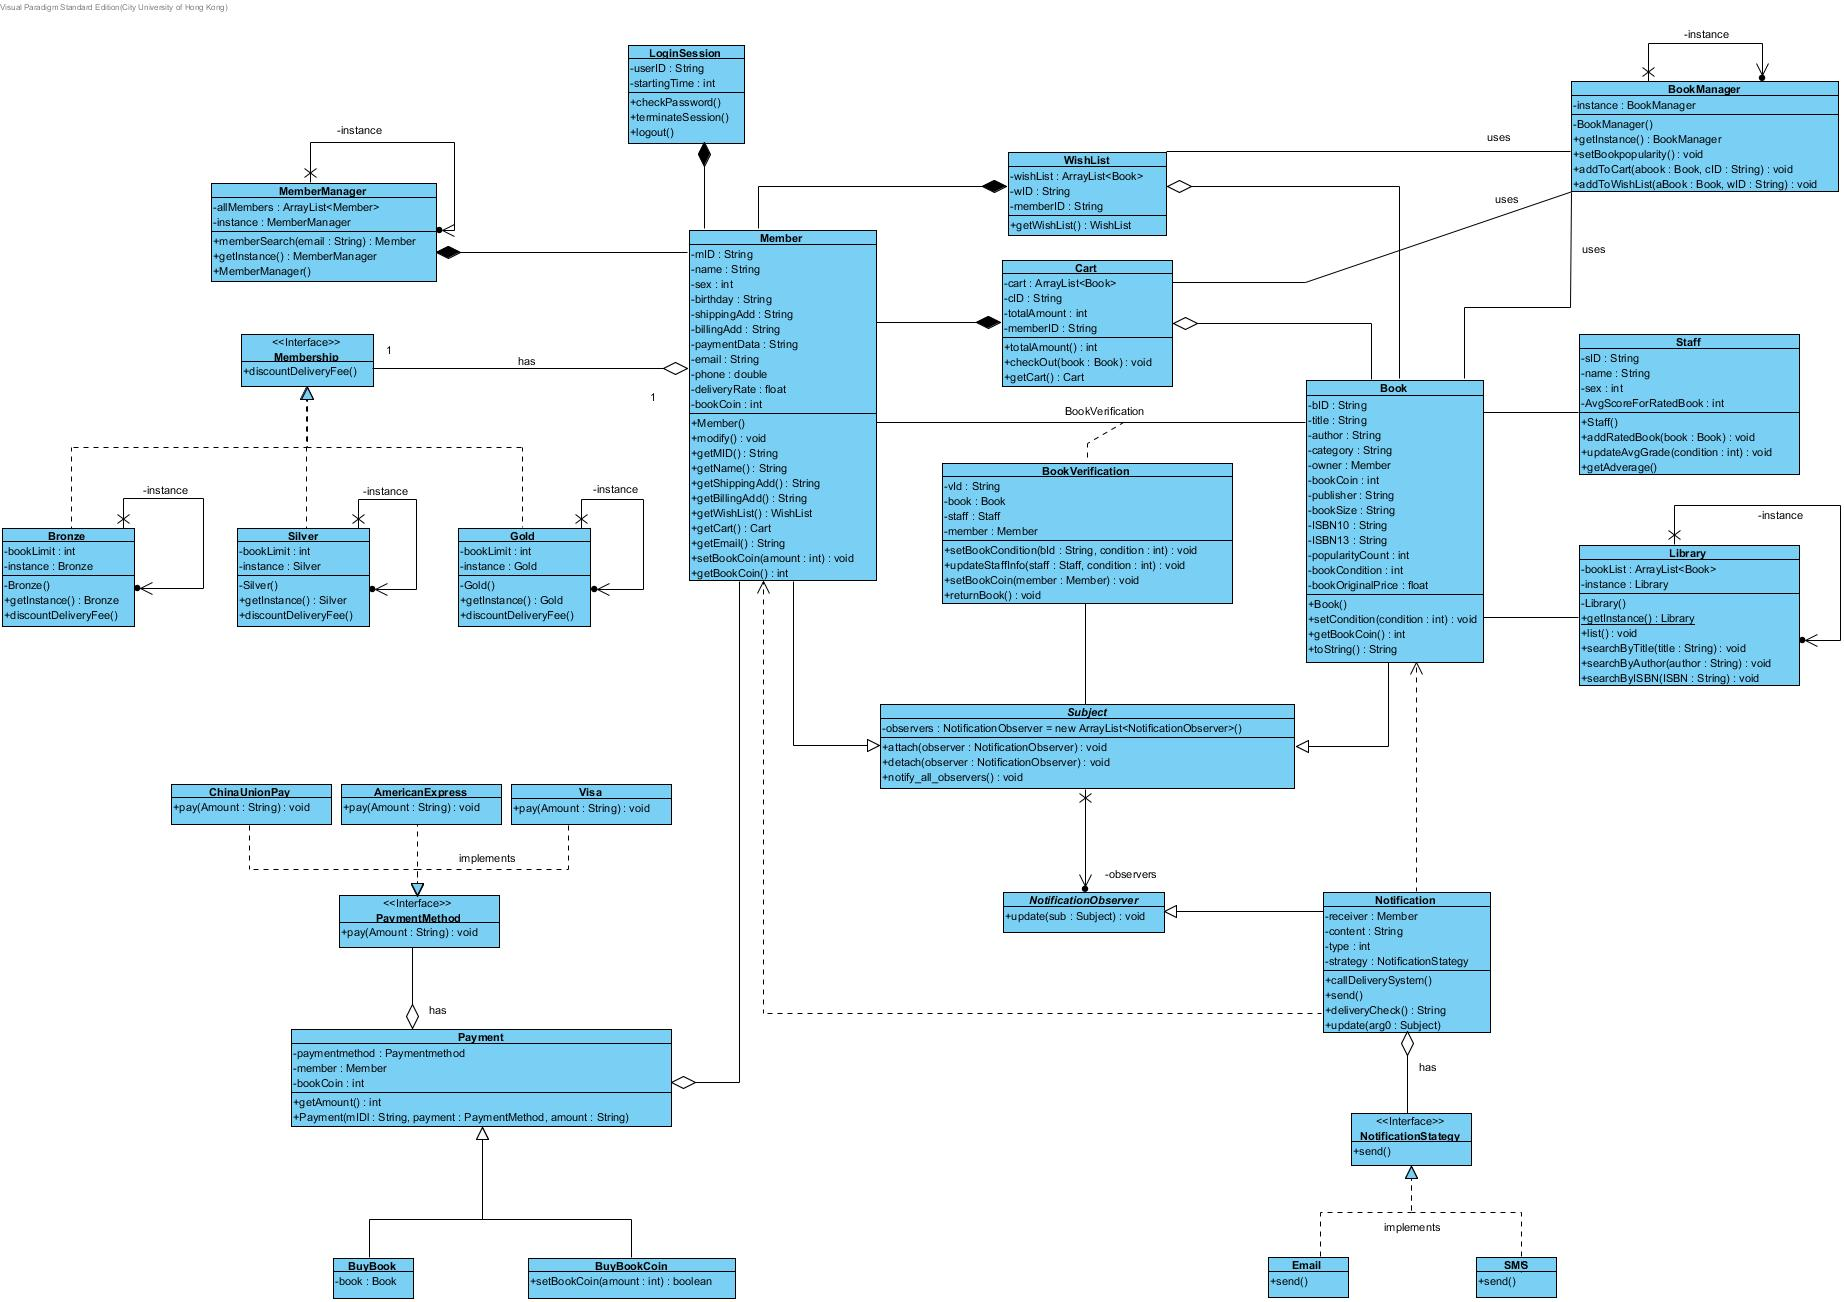 Visual Paradigm Standard Edition(City University of Hong Kong)
LoginSession
-userID : String
-startingTime : int
+checkPassword()
+terminateSession()
+logout()
-instance
BookManager
-instance : BookManager
-BookManager()
+getInstance() : BookManager
+setBookpopularity() : void
+addToCart(abook : Book, cID : String) : void
+addToWishList(aBook : Book, wID : String) : void
-instance
MemberManager
-allMembers : ArrayList<Member>
-instance : MemberManager
+memberSearch(email : String) : Member
+getInstance() : MemberManager
+MemberManager()
WishList
-wishList : ArrayList<Book>
-wID : String
-memberID : String
+getWishList() : WishList
uses
uses
uses
Member
-mID : String
-name : String
-sex : int
-birthday : String
-shippingAdd : String
-billingAdd : String
-paymentData : String
-email : String
-phone : double
-deliveryRate : float
-bookCoin : int
+Member()
+modify() : void
+getMID() : String
+getName() : String
+getShippingAdd() : String
+getBillingAdd() : String
+getWishList() : WishList
+getCart() : Cart
+getEmail() : String
+setBookCoin(amount : int) : void
+getBookCoin() : int
Cart
-cart : ArrayList<Book>
-cID : String
-totalAmount : int
-memberID : String
+totalAmount() : int
+checkOut(book : Book) : void
+getCart() : Cart
<<Interface>>
Membership
+discountDeliveryFee()
1
has
1
Staff
-sID : String
-name : String
-sex : int
-AvgScoreForRatedBook : int
+Staff()
+addRatedBook(book : Book) : void
+updateAvgGrade(condition : int) : void
+getAdverage()
Book
-bID : String
-title : String
-author : String
-category : String
-owner : Member
-bookCoin : int
-publisher : String
-bookSize : String
-ISBN10 : String
-ISBN13 : String
-popularityCount : int
-bookCondition : int
-bookOriginalPrice : float
+Book()
+setCondition(condition : int) : void
+getBookCoin() : int
+toString() : String
BookVerification
BookVerification
-vId : String
-book : Book
-staff : Staff
-member : Member
+setBookCondition(bId : String, condition : int) : void
+updateStaffInfo(staff : Staff, condition : int) : void
+setBookCoin(member : Member) : void
+returnBook() : void
-instance
Bronze
-bookLimit : int
-instance : Bronze
-Bronze()
+getInstance() : Bronze
+discountDeliveryFee()
-instance
Silver
-bookLimit : int
-instance : Silver
-Silver()
+getInstance() : Silver
+discountDeliveryFee()
-instance
Gold
-bookLimit : int
-instance : Gold
-Gold()
+getInstance() : Gold
+discountDeliveryFee()
-instance
Library
-bookList : ArrayList<Book>
-instance : Library
-Library()
+getInstance() : Library
+list() : void
+searchByTitle(title : String) : void
+searchByAuthor(author : String) : void
+searchByISBN(ISBN : String) : void
Subject
-observers : NotificationObserver = new ArrayList<NotificationObserver>()
+attach(observer : NotificationObserver) : void
+detach(observer : NotificationObserver) : void
+notify_all_observers() : void
ChinaUnionPay
+pay(Amount : String) : void
AmericanExpress
+pay(Amount : String) : void
Visa
+pay(Amount : String) : void
implements
<<Interface>>
PaymentMethod
+pay(Amount : String) : void
-observers
NotificationObserver
+update(sub : Subject) : void
Notification
-receiver : Member
-content : String
-type : int
-strategy : NotificationStategy
+callDeliverySystem()
+send()
+deliveryCheck() : String
+update(arg0 : Subject)
has
Payment
-paymentmethod : Paymentmethod
-member : Member
-bookCoin : int
+getAmount() : int
+Payment(mIDI : String, payment : PaymentMethod, amount : String)
has
<<Interface>>
NotificationStategy
+send()
implements
BuyBook
-book : Book
BuyBookCoin
+setBookCoin(amount : int) : boolean
Email
+send()
SMS
+send()